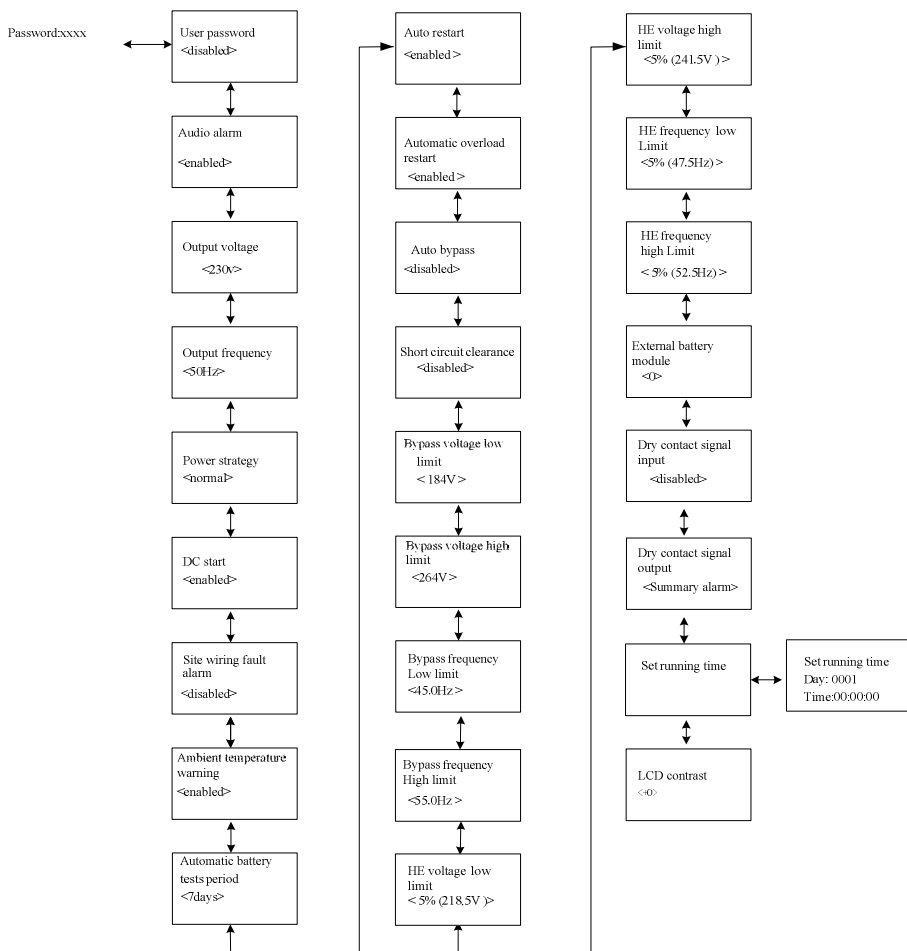 Password:xxxx
User password
<disabled>
Audio alarm
<enabled>
Output voltage
<230v>
Output frequency
<50Hz>
Power strategy
<normal>
DC start
<enabled>
Site wiring fault
alarm
<disabled>
Ambient temperature
warning
<enabled>
Automatic battery
tests period
<7days>
Auto restart
<enabled >
Automatic overload
restart
<enabled >
Auto bypass
<disabled>
Short circuit clearance
<disabled>
Bypass voltage low
limit
< 184V >
Bypass voltage high
limit
<264V>
Bypass frequency
Low limit
<45.0Hz>
Bypass frequency
High limit
<55.0Hz >
HE voltage low
limit
< 5% (218.5V )>
HE voltage high
limit
<5% (241.5V ) >
HE frequency low
Limit
<5% (47.5Hz) >
HE frequency
high Limit
< 5% (52.5Hz) >
External battery
module
<0>
Dry contact signal
input
<disabled>
Dry contact signal
output
<Summary alarm>
Set running time
Set running time
Day: 0001
Time:00:00:00
LCD contrast
<+0>